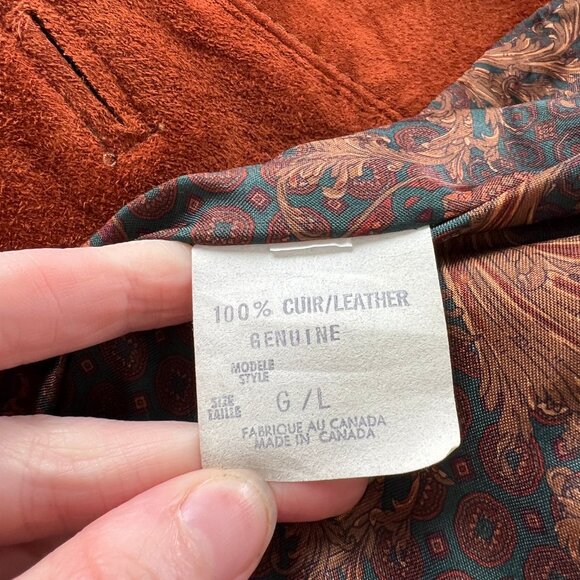 100% CUIR/LEATHER
GENUINE
MODELE
STYLE
SIZE
TAILLE
G/L
FABRIQUE AU CANADA
MADE IN CANADA